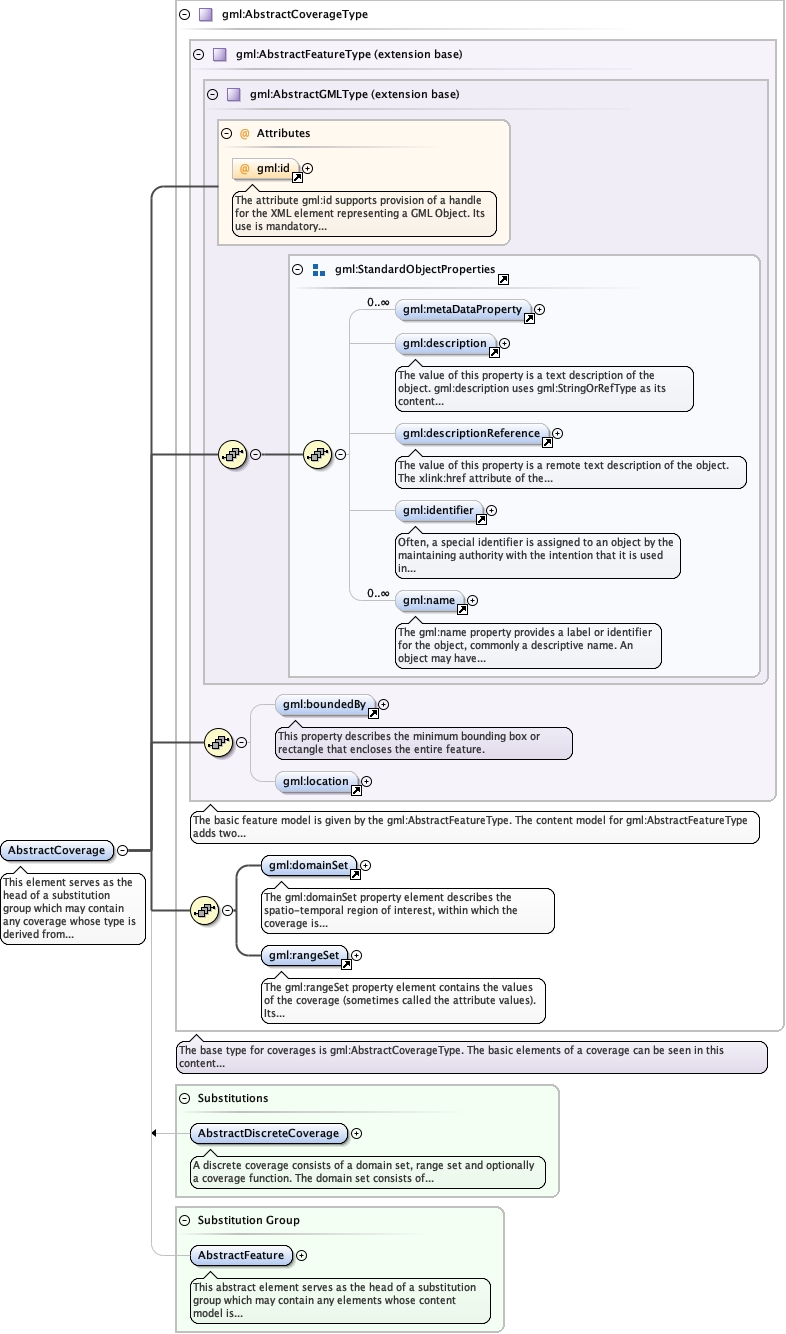 gml:AbstractCoverageType
gml:AbstractFeatureType (extension base)
gml:AbstractGMLType (extension base)
@ Attributes
@ gml:id
The attribute gml:id supports provision of a handle
for the XML element representing a GML Object. Its
use is mandatory...
gml:StandardObjectProperties
0..∞
gml:metaDataProperty
gml:description
The value of this property is a text description of the
object. gml:description uses gml:StringOrRefType as its
content...
gml:descriptionReference
The value of this property is a remote text description of the object.
The xlink:href attribute of the...
gml:identifier
Often, a special identifier is assigned to an object by the
maintaining authority with the intention that it is used
in...
0..∞
gml:name
The gml:name property provides a label or identifier
for the object, commonly a descriptive name. An
object may have...
gml:boundedBy
This property describes the minimum bounding box or
rectangle that encloses the entire feature.
gml:location
The basic feature model is given by the gml:AbstractFeatureType. The content model for gml:AbstractFeatureType
adds two...
AbstractCoverage
This element serves as the
head of a substitution
group which may contain
any coverage whose type is
derived from...
gml:domainSet
The gml:domainSet property element describes the
spatio-temporal region of interest, within which the
coverage is...
gml:rangeSet
The gml:rangeSet property element contains the values
of the coverage (sometimes called the attribute values).
Its...
The base type for coverages is gml:AbstractCoverageType. The basic elements of a coverage can be seen in this
content...
Substitutions
AbstractDiscreteCoverage
A discrete coverage consists of a domain set, range set and optionally
a coverage function. The domain set consists of...
Substitution Group
AbstractFeature
This abstract element serves as the head of a substitution
group which may contain any elements whose content
model is...